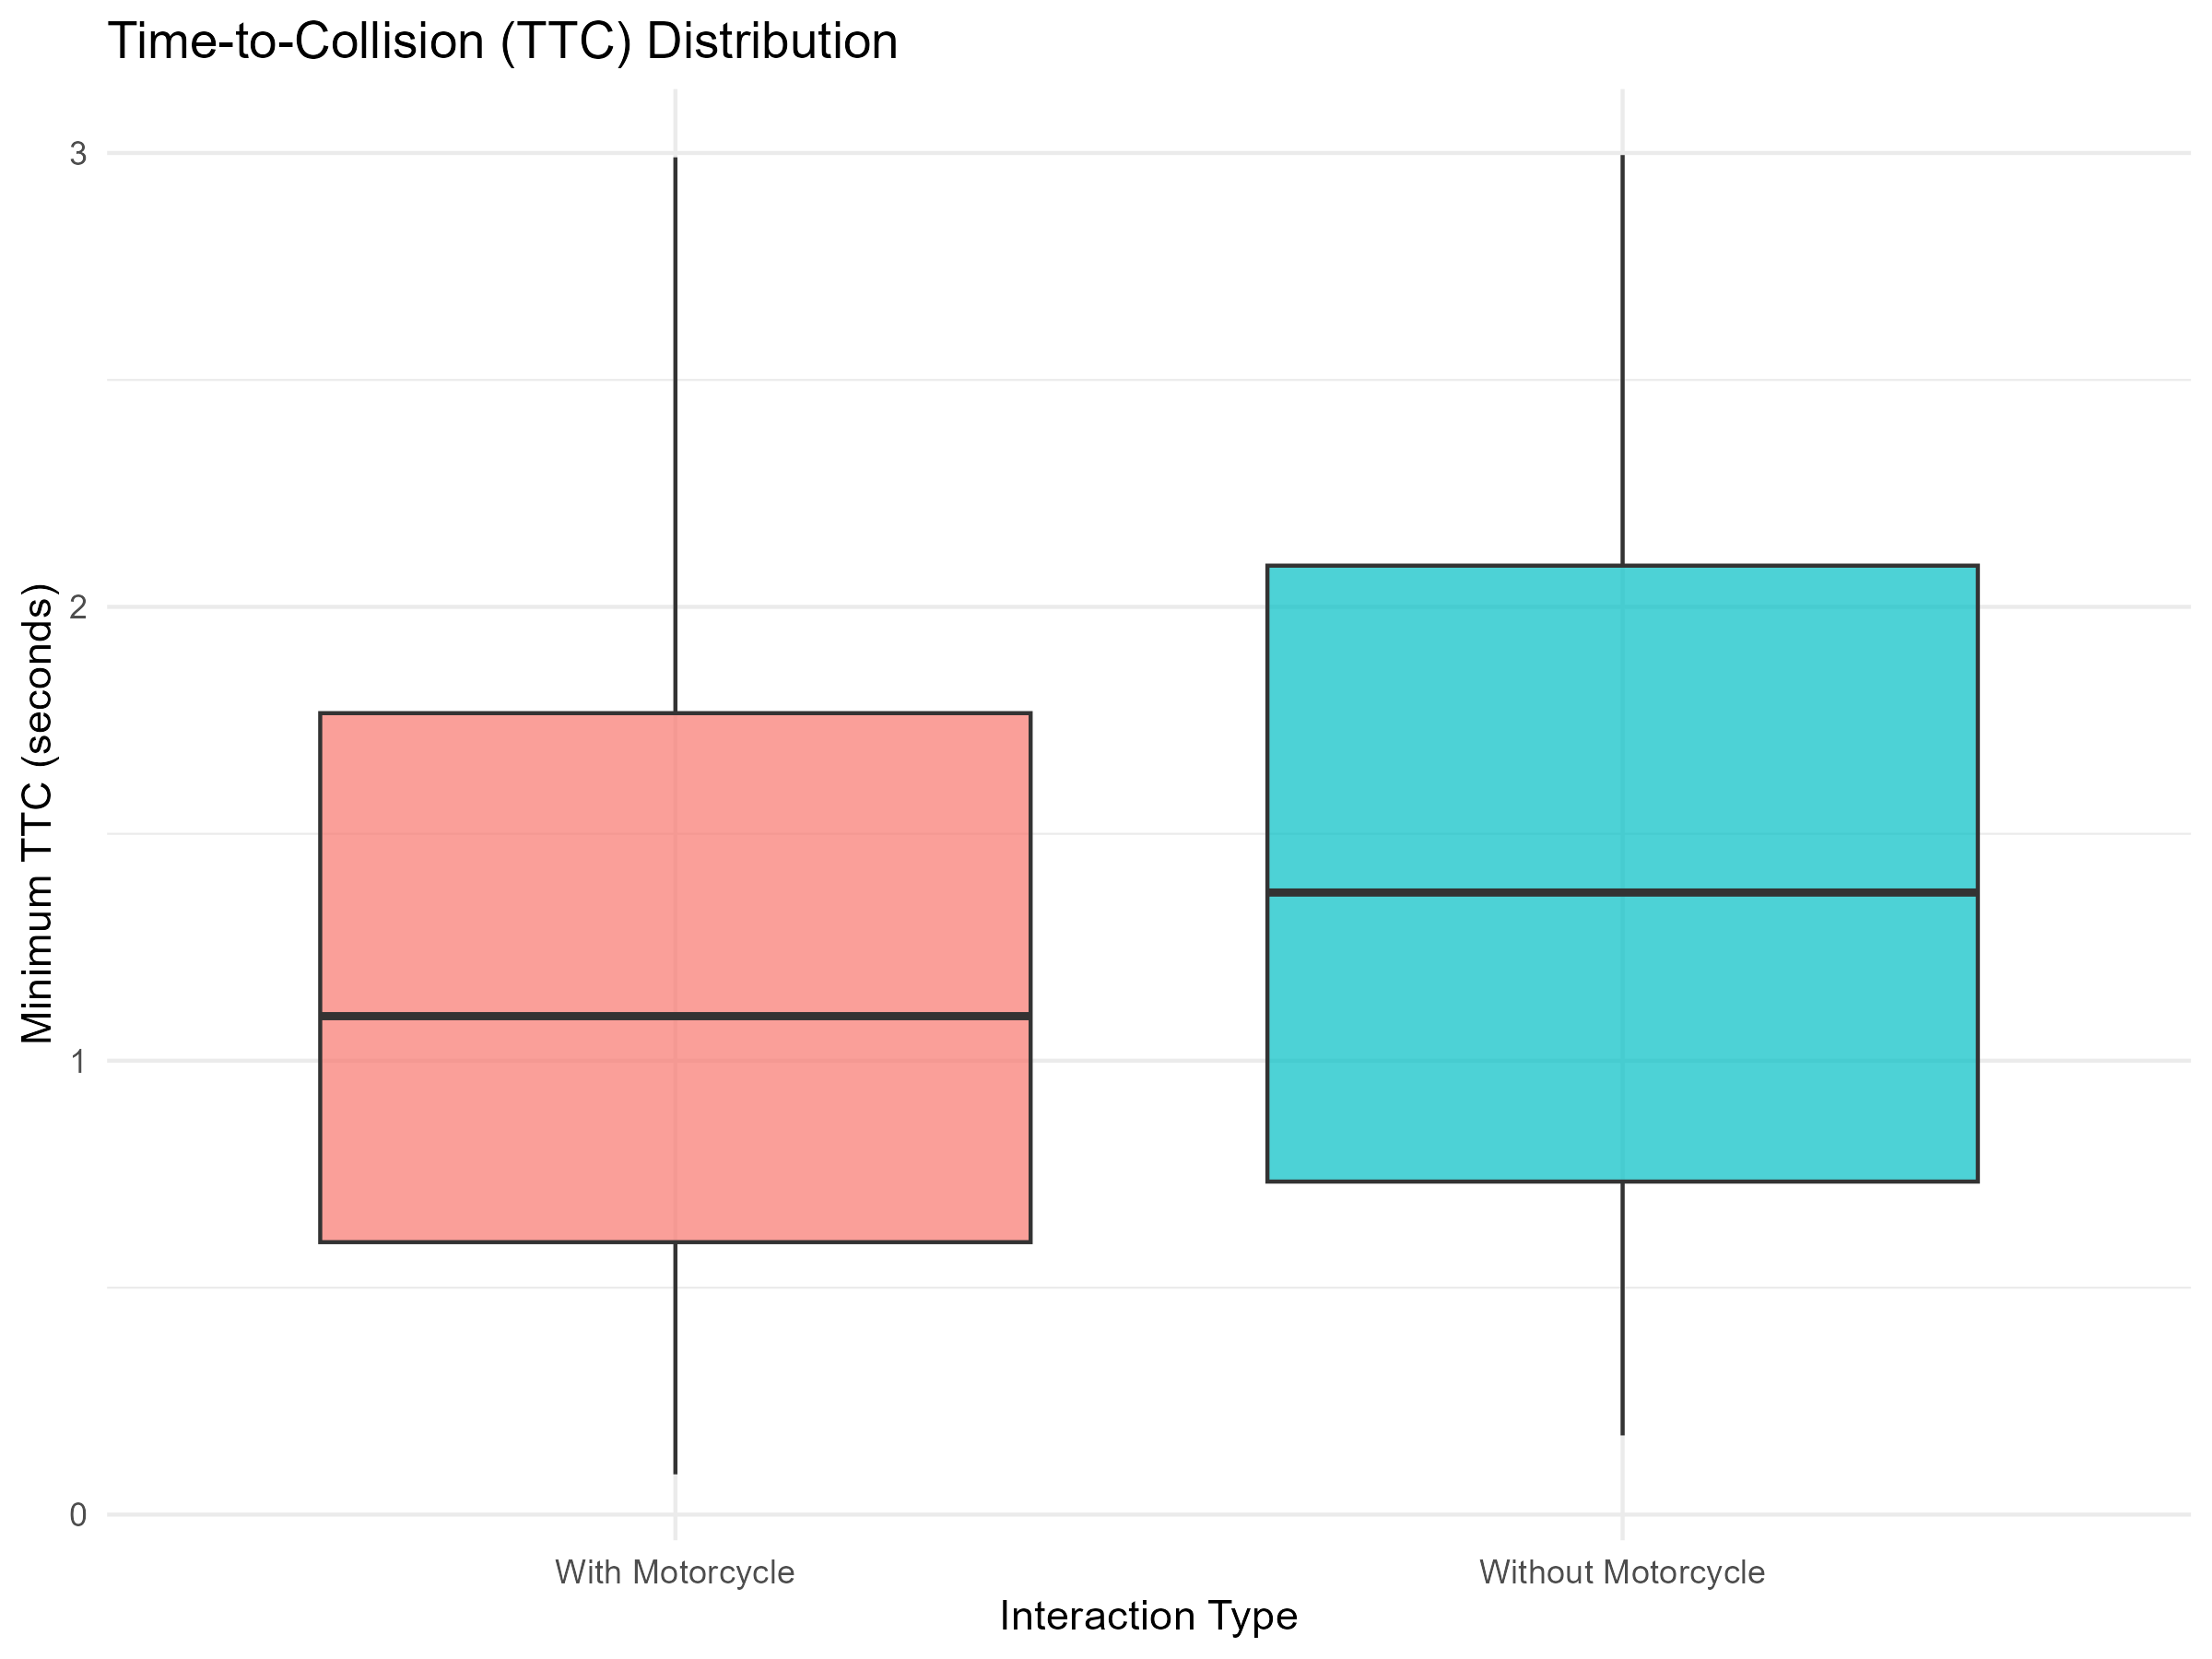 Time-to-Collision (TTC) Distribution
Minimum TTC (seconds)
3
2
1
0
With Motorcycle
Without Motorcycle
Interaction Type